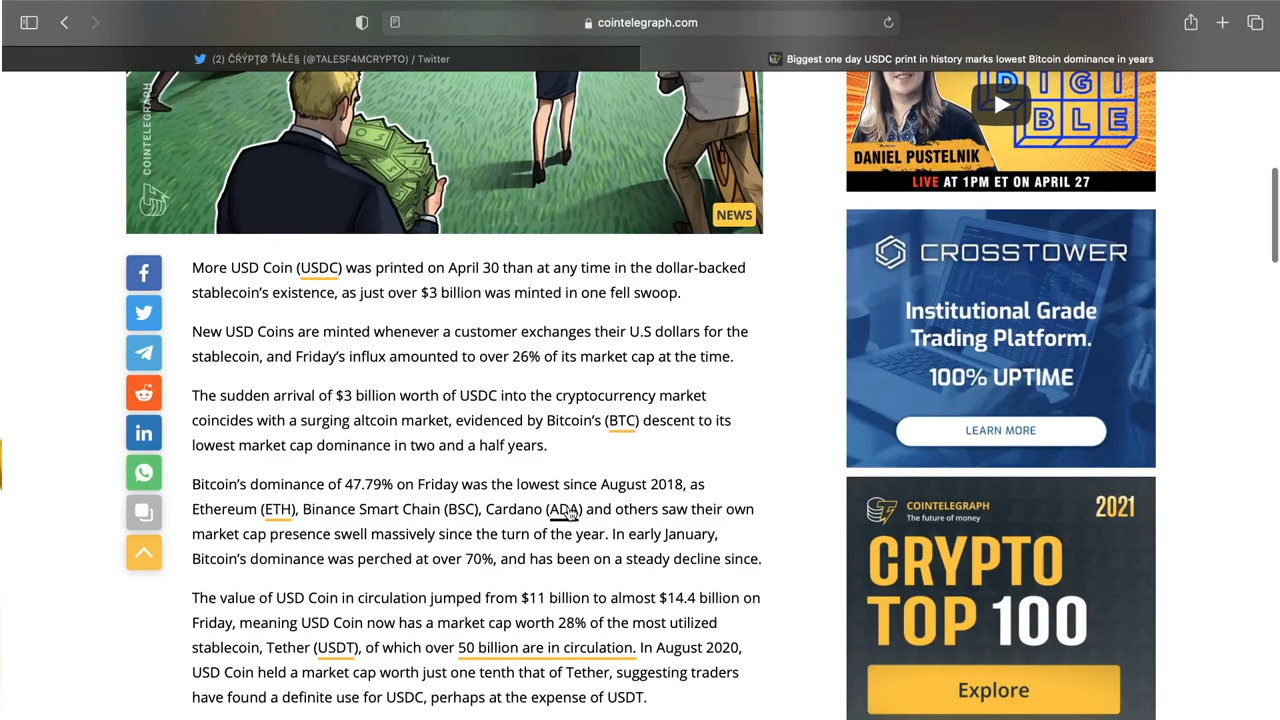 cointelegraph.com
(2) ČŔÝPŢØ ŤÅŁË§ (@TALESF4MCRYPTO) / Twitter
Biggest one day USDC print in history marks lowest Bitcoin dominance in years
COINTELEGRAPH
NEWS
More USD Coin (USDC) was printed on April 30 than at any time in the dollar-backed
stablecoin’s existence, as just over $3 billion was minted in one fell swoop.
New USD Coins are minted whenever a customer exchanges their U.S dollars for the
stablecoin, and Friday’s influx amounted to over 26% of its market cap at the time.
The sudden arrival of $3 billion worth of USDC into the cryptocurrency market
coincides with a surging altcoin market, evidenced by Bitcoin’s (BTC) descent to its
lowest market cap dominance in two and a half years.
Bitcoin’s dominance of 47.79% on Friday was the lowest since August 2018, as
Ethereum (ETH), Binance Smart Chain (BSC), Cardano (ADA) and others saw their own
market cap presence swell massively since the turn of the year. In early January,
Bitcoin’s dominance was perched at over 70%, and has been on a steady decline since.
The value of USD Coin in circulation jumped from $11 billion to almost $14.4 billion on
Friday, meaning USD Coin now has a market cap worth 28% of the most utilized
stablecoin, Tether (USDT), of which over 50 billion are in circulation. In August 2020,
USD Coin held a market cap worth just one tenth that of Tether, suggesting traders
have found a definite use for USDC, perhaps at the expense of USDT.
DIGI
BLE
DANIEL PUSTELNIK
LIVE AT 1PM ET ON APRIL 27
CROSSTOWER
Institutional Grade
Trading Platform.
100% UPTIME
LEARN MORE
COINTELEGRAPH
The future of money
2021
CRYPTO
TOP 100
Explore